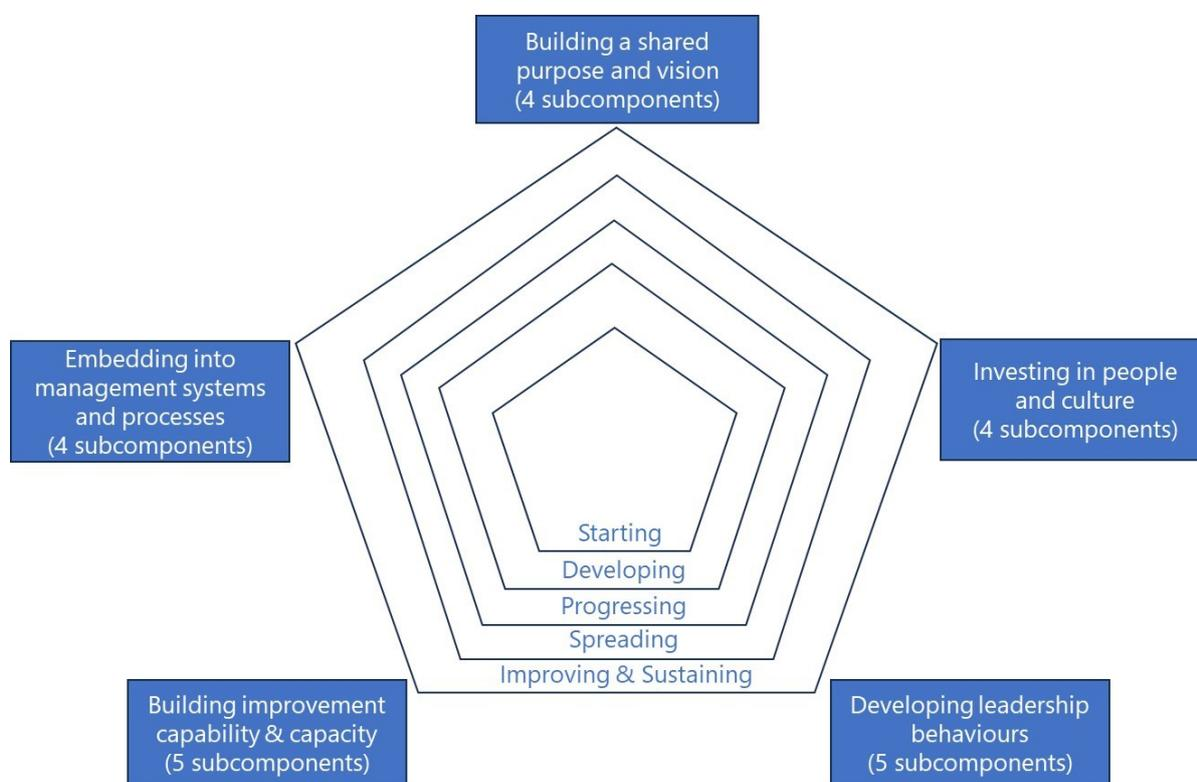 Building a shared
purpose and vision
(4 subcomponents)
Embedding into
management systems
and processes
(4 subcomponents)
Investing in people
and culture
(4 subcomponents)
Starting
Developing
Progressing
Spreading
Improving & Sustaining
Building improvement
capability & capacity
(5 subcomponents)
Developing leadership
behaviours
(5 subcomponents)